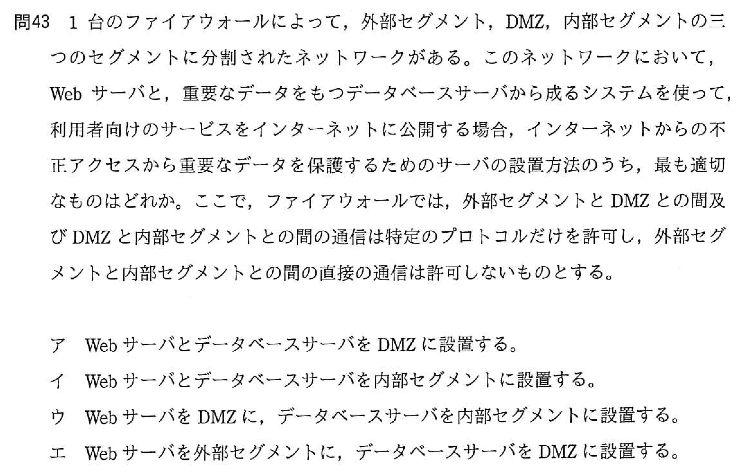 問43 1 台のファイアウォールによって，外部セグメント，DMZ，内部セグメントの三
つのセグメントに分割されたネットワークがある。このネットワークにおいて，
Web サーバと，重要なデータをもつデータベースサーバから成るシステムを使って，
利用者向けのサービスをインターネットに公開する場合，インターネットからの不
正アクセスから重要なデータを保護するためのサーバの設置方法のうち，最も適切
なものはどれか。ここで，ファイアウォールでは，外部セグメントと DMZ との間及
び DMZ と内部セグメントとの間の通信は特定のプロトコルだけを許可し，外部セグ
メントと内部セグメントとの間の直接の通信は許可しないものとする。
ア Web サーバとデータベースサーバを DMZ に設置する。
イ Web サーバとデータベースサーバを内部セグメントに設置する。
ウ Web サーバを DMZ に，データベースサーバを内部セグメントに設置する。
エ Web サーバを外部セグメントに，データベースサーバを DMZ に設置する。